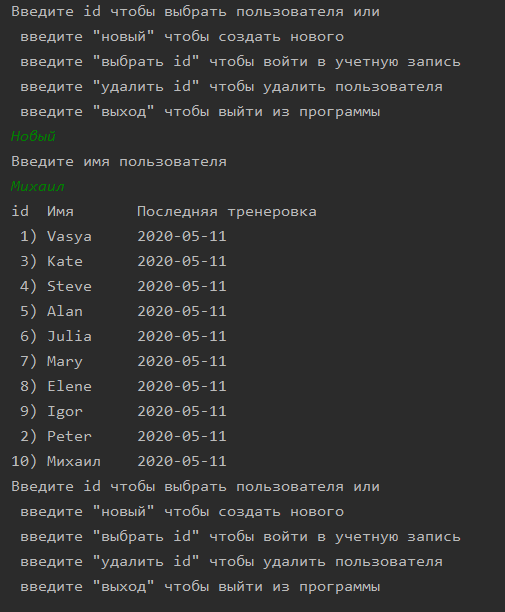 Введите id чтобы выбрать пользователя или
 введите "новый" чтобы создать нового
 введите "выбрать id" чтобы войти в учетную запись
 введите "удалить id" чтобы удалить пользователя
 введите "выход" чтобы выйти из программы
Новый
Введите имя пользователя
Михаил
id  Имя       Последняя тренеровка
 1) Vasya     2020-05-11
 3) Kate      2020-05-11
 4) Steve     2020-05-11
 5) Alan      2020-05-11
 6) Julia     2020-05-11
 7) Mary      2020-05-11
 8) Elene     2020-05-11
 9) Igor      2020-05-11
 2) Peter     2020-05-11
10) Михаил    2020-05-11
Введите id чтобы выбрать пользователя или
 введите "новый" чтобы создать нового
 введите "выбрать id" чтобы войти в учетную запись
 введите "удалить id" чтобы удалить пользователя
 введите "выход" чтобы выйти из программы